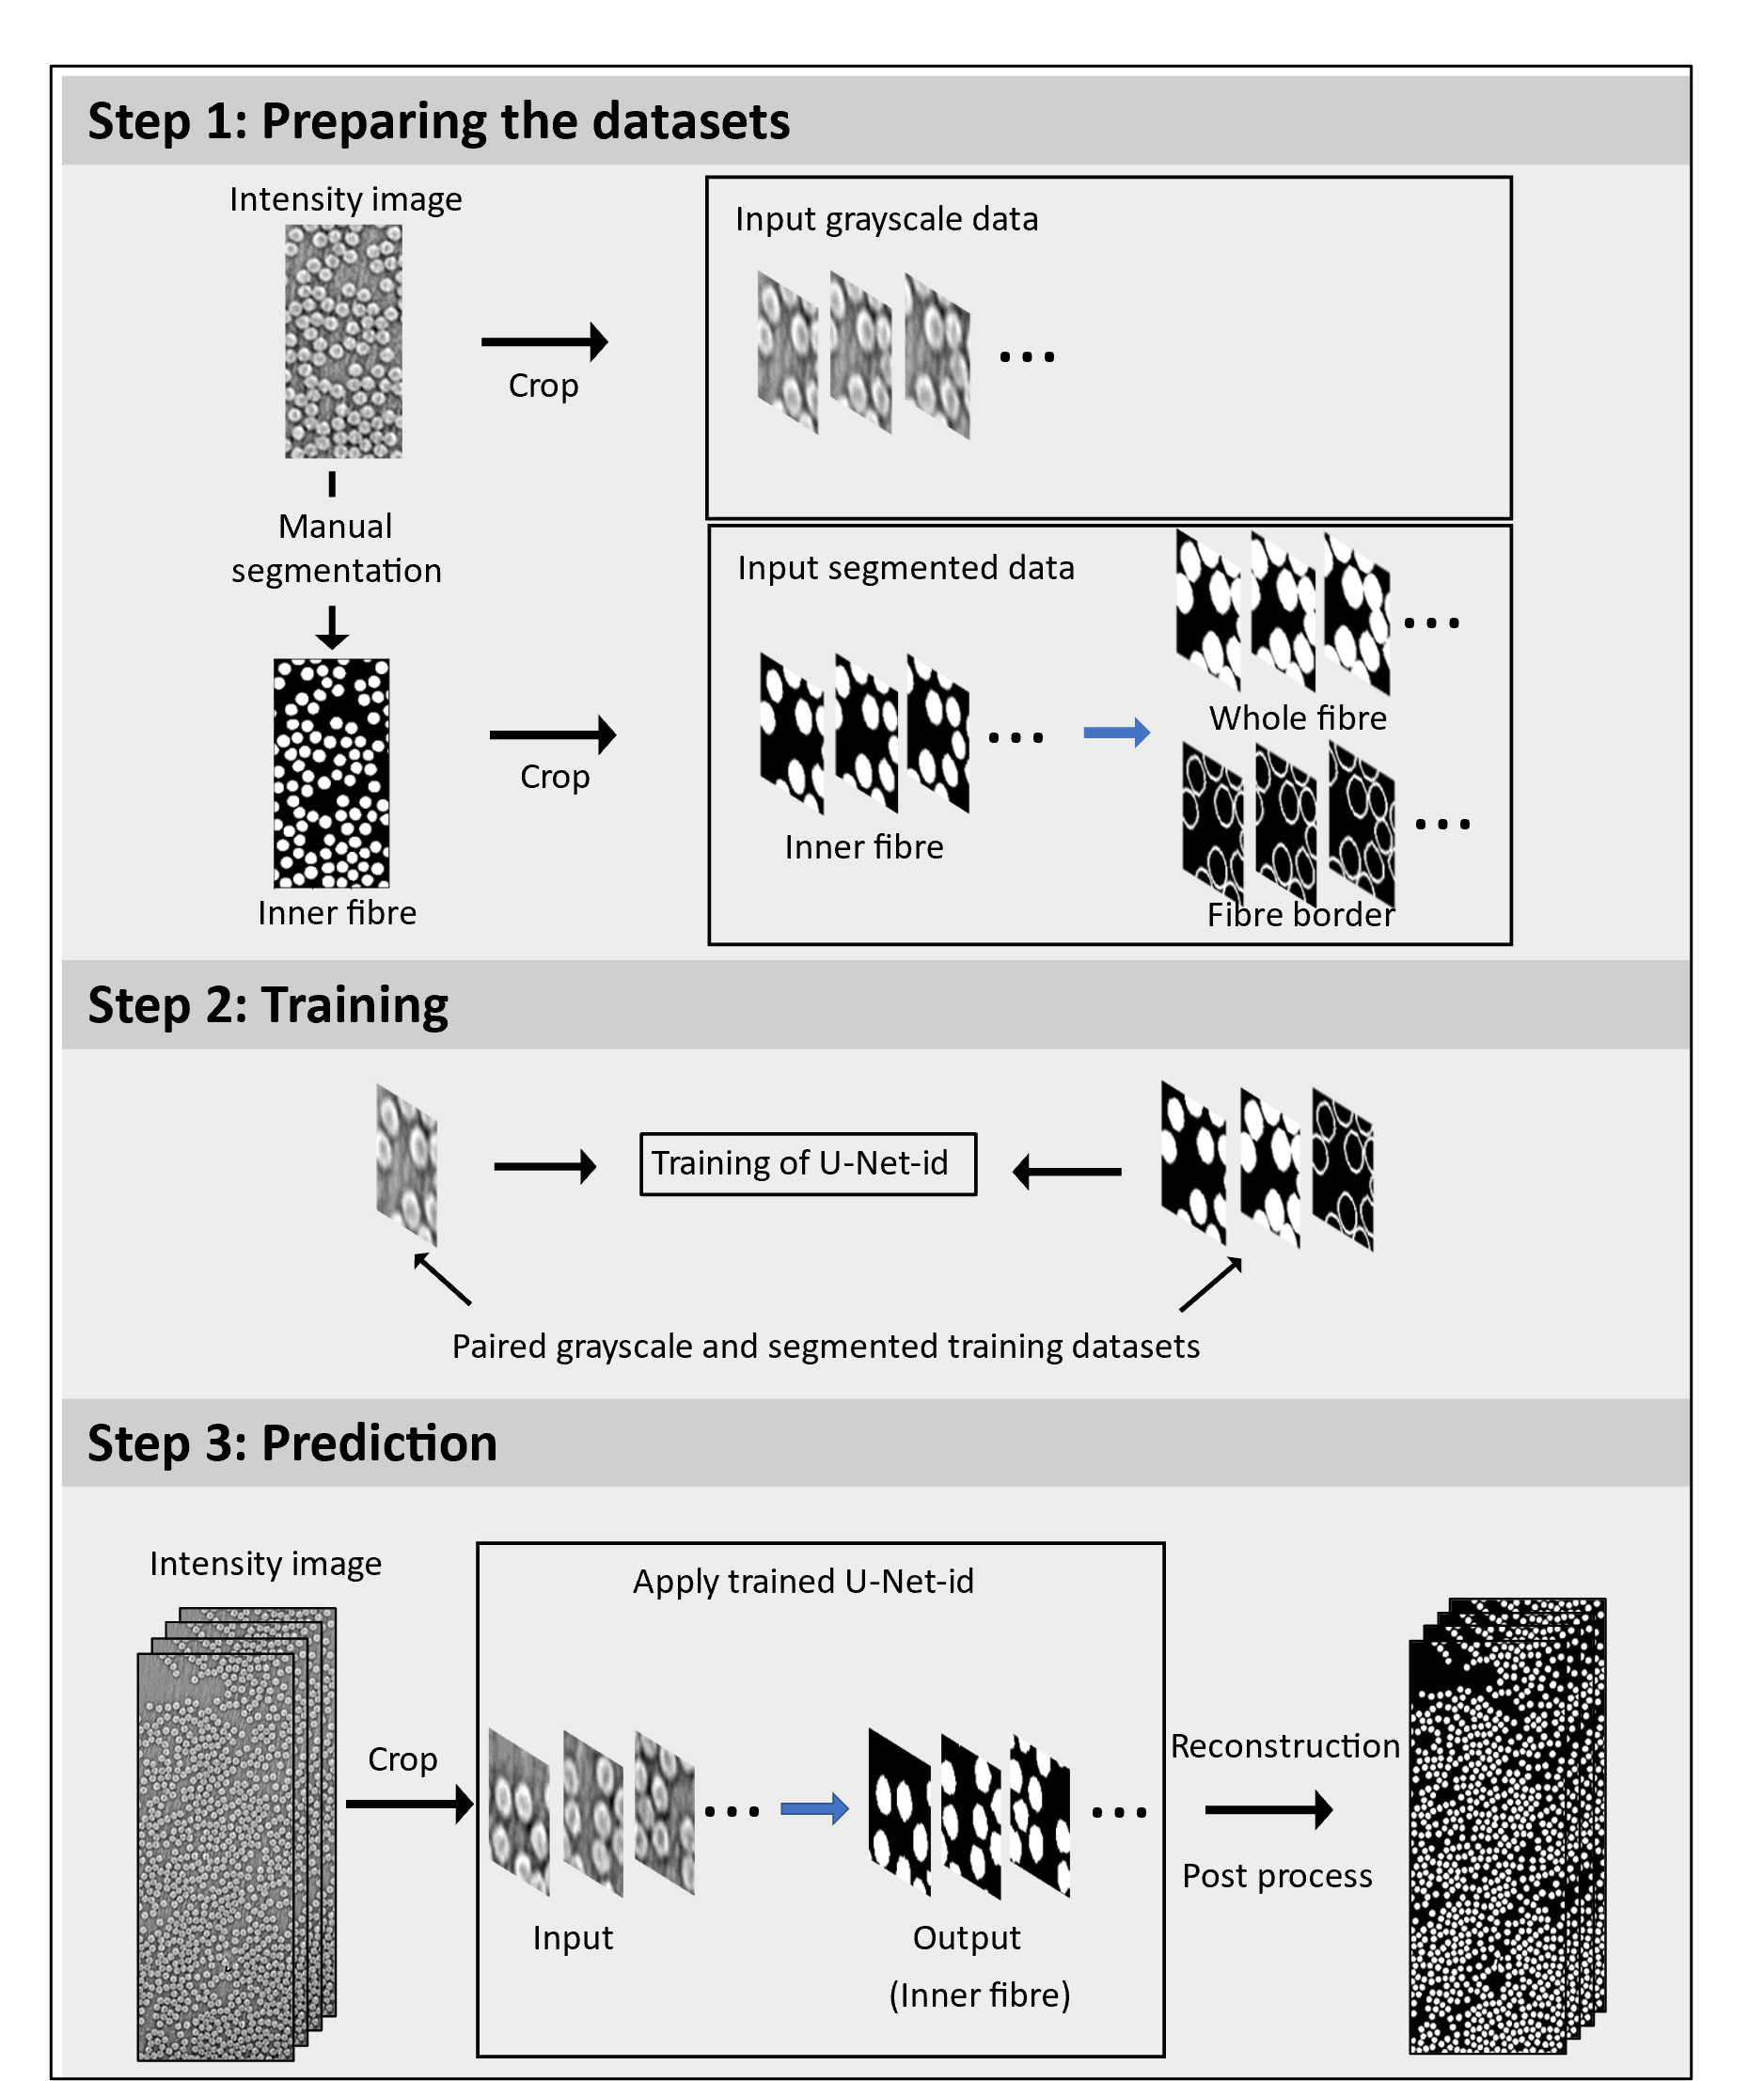 Step 1: Preparing the datasets
Intensity image
Input grayscale data
Crop
Manual
segmentation
Input segmented data
Whole fibre
Crop
Inner fibre
Inner fibre
Fibre border
Step 2: Training
Training of U-Net-id
Paired grayscale and segmented training datasets
Step 3: Prediction
Intensity image
Apply trained U-Net-id
Crop
Reconstruction
Post process
Input
Output
(Inner fibre)